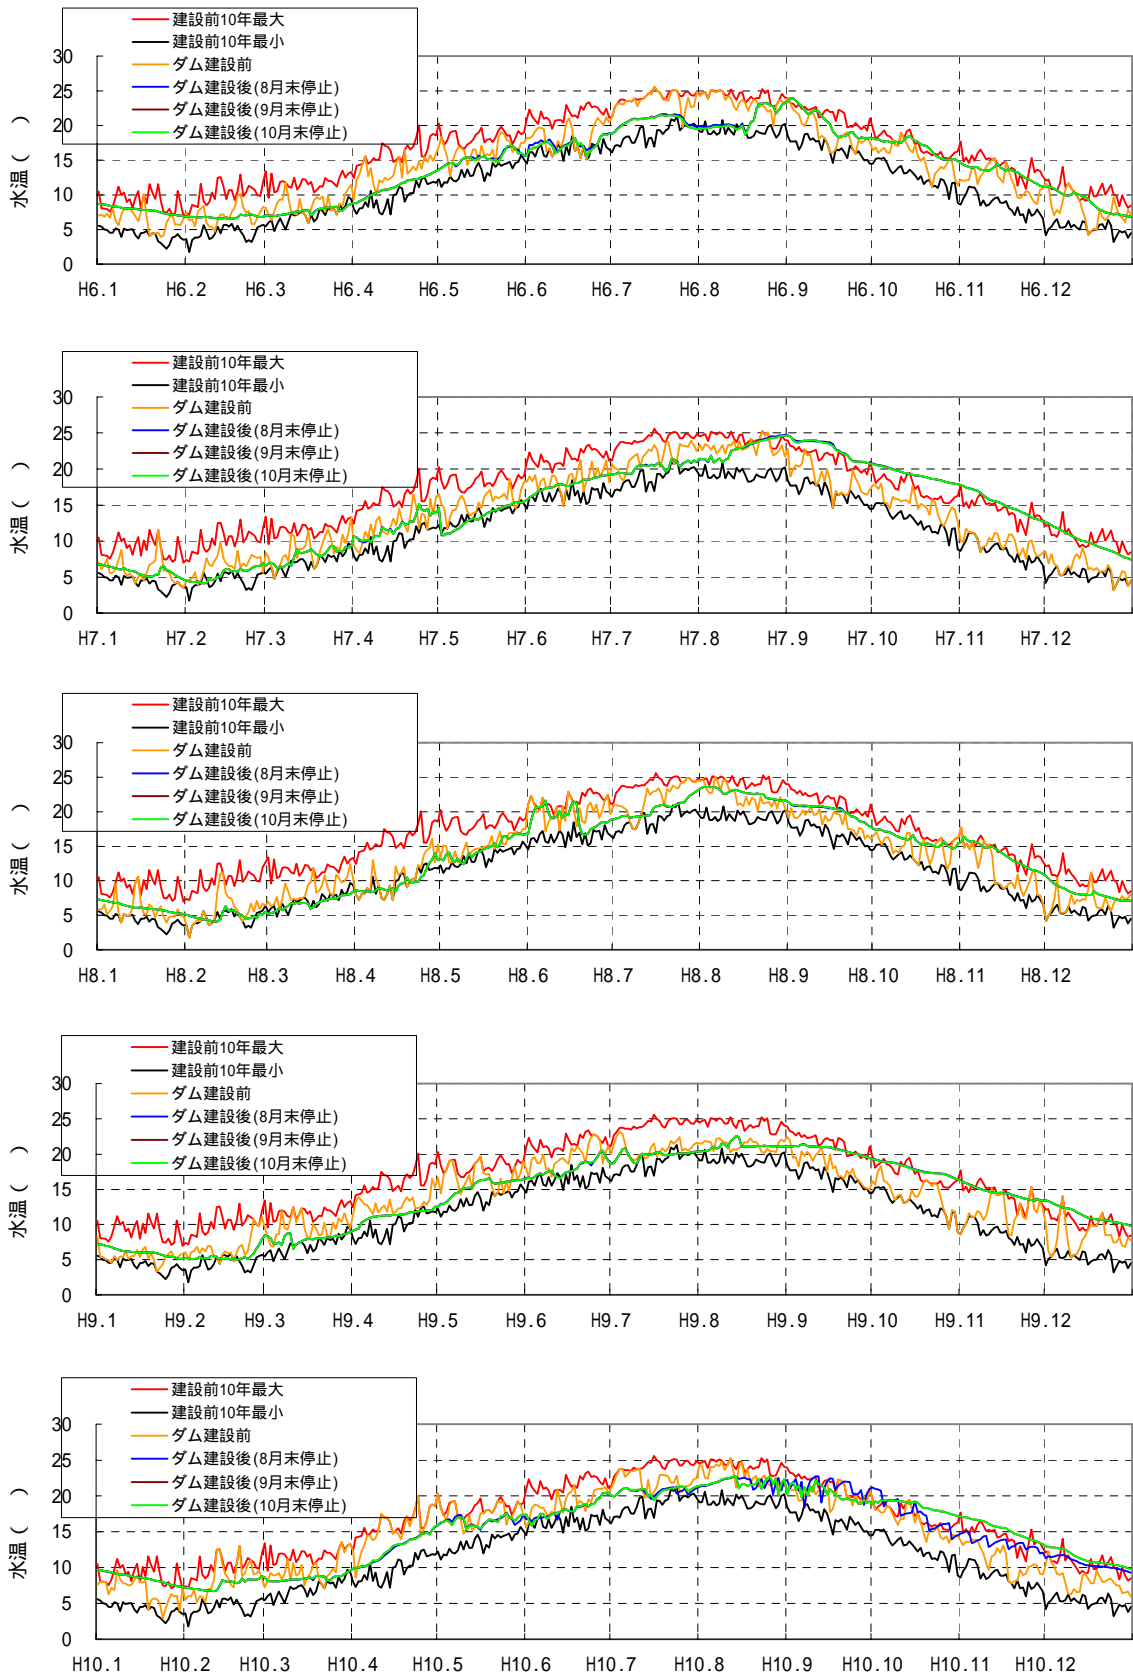 建設前10年最大
建設前10年最小
ダム建設前
ダム建設後(8月末停止)
ダム建設後(9月末停止)
ダム建設後(10月末停止)
30
25
20
15
10
5
0
水温( )
H6.1 H6.2 H6.3 H6.4 H6.5 H6.6 H6.7 H6.8 H6.9 H6.10 H6.11 H6.12
建設前10年最大
建設前10年最小
ダム建設前
ダム建設後(8月末停止)
ダム建設後(9月末停止)
ダム建設後(10月末停止)
30
25
20
15
10
5
0
水温( )
H7.1 H7.2 H7.3 H7.4 H7.5 H7.6 H7.7 H7.8 H7.9 H7.10 H7.11 H7.12
建設前10年最大
建設前10年最小
ダム建設前
ダム建設後(8月末停止)
ダム建設後(9月末停止)
ダム建設後(10月末停止)
30
25
20
15
10
5
0
水温( )
H8.1 H8.2 H8.3 H8.4 H8.5 H8.6 H8.7 H8.8 H8.9 H8.10 H8.11 H8.12
建設前10年最大
建設前10年最小
ダム建設前
ダム建設後(8月末停止)
ダム建設後(9月末停止)
ダム建設後(10月末停止)
30
25
20
15
10
5
0
水温( )
H9.1 H9.2 H9.3 H9.4 H9.5 H9.6 H9.7 H9.8 H9.9 H9.10 H9.11 H9.12
建設前10年最大
建設前10年最小
ダム建設前
ダム建設後(8月末停止)
ダム建設後(9月末停止)
ダム建設後(10月末停止)
30
25
20
15
10
5
0
水温( )
H10.1 H10.2 H10.3 H10.4 H10.5 H10.6 H10.7 H10.8 H10.9 H10.10 H10.11 H10.12